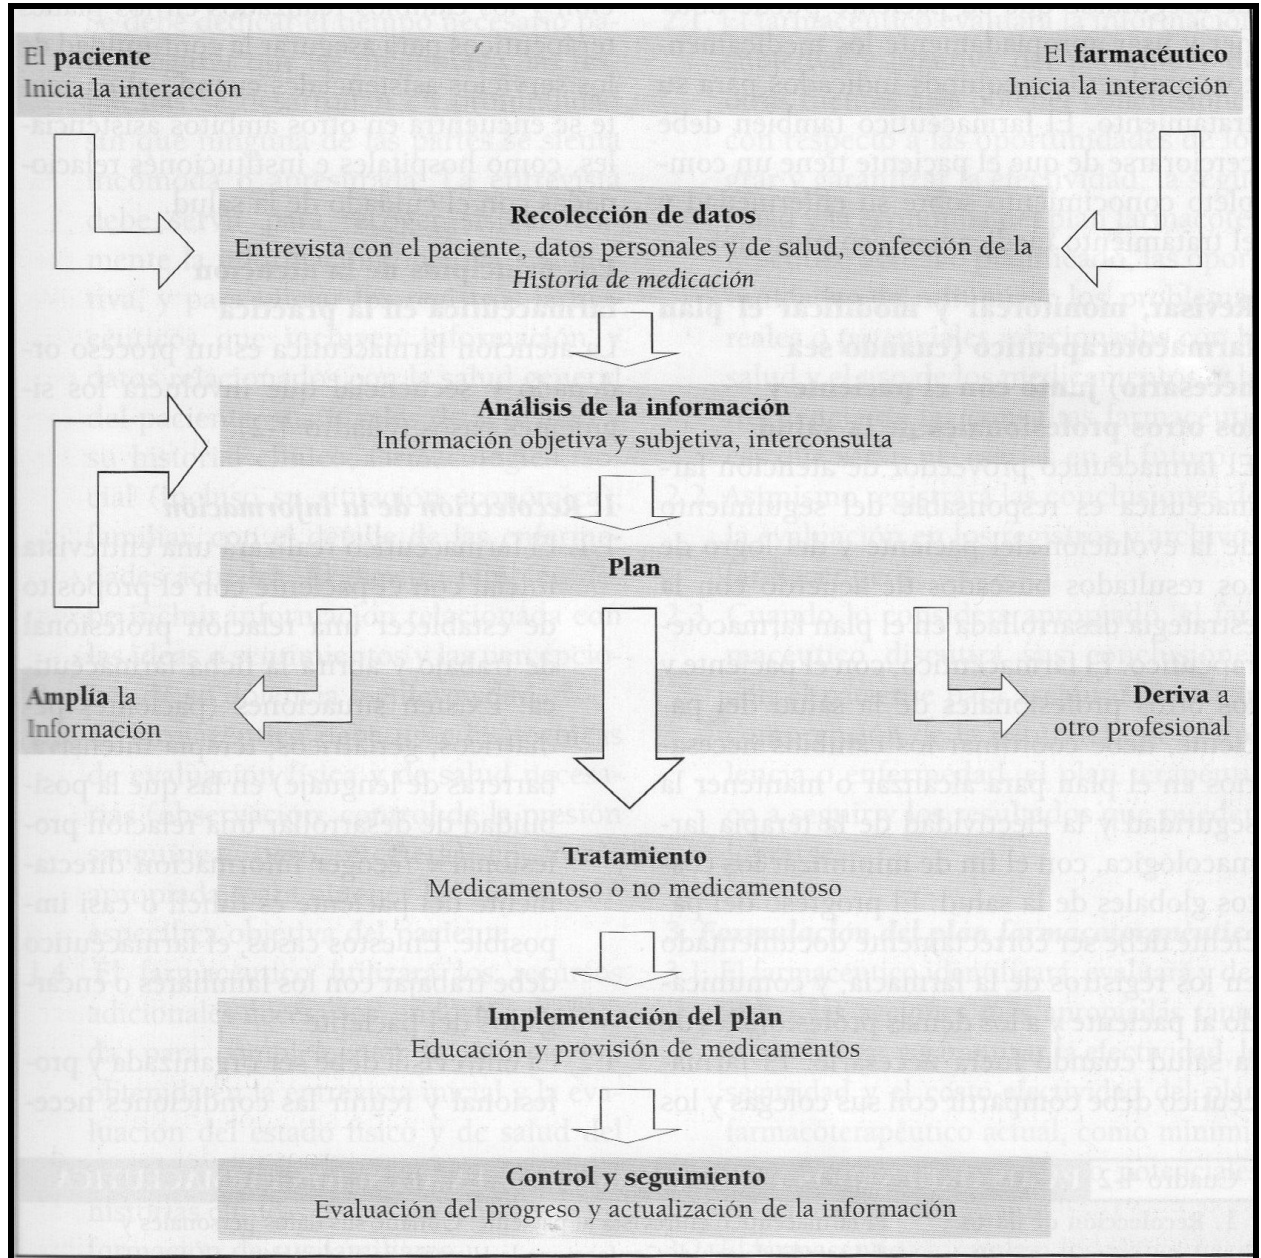 El paciente
Inicia la interacción
El farmacéutico
Inicia la interacción
Recolección de datos
Entrevista con el paciente, datos personales y de salud, confección de la
Historia de medicación
Análisis de la información
Información objetiva y subjetiva, interconsulta
Plan
Amplía la
Información
Deriva a
otro profesional
Tratamiento
Medicamentoso o no medicamentoso
Implementación del plan
Educación y provisión de medicamentos
Control y seguimiento
Evaluación del progreso y actualización de la información